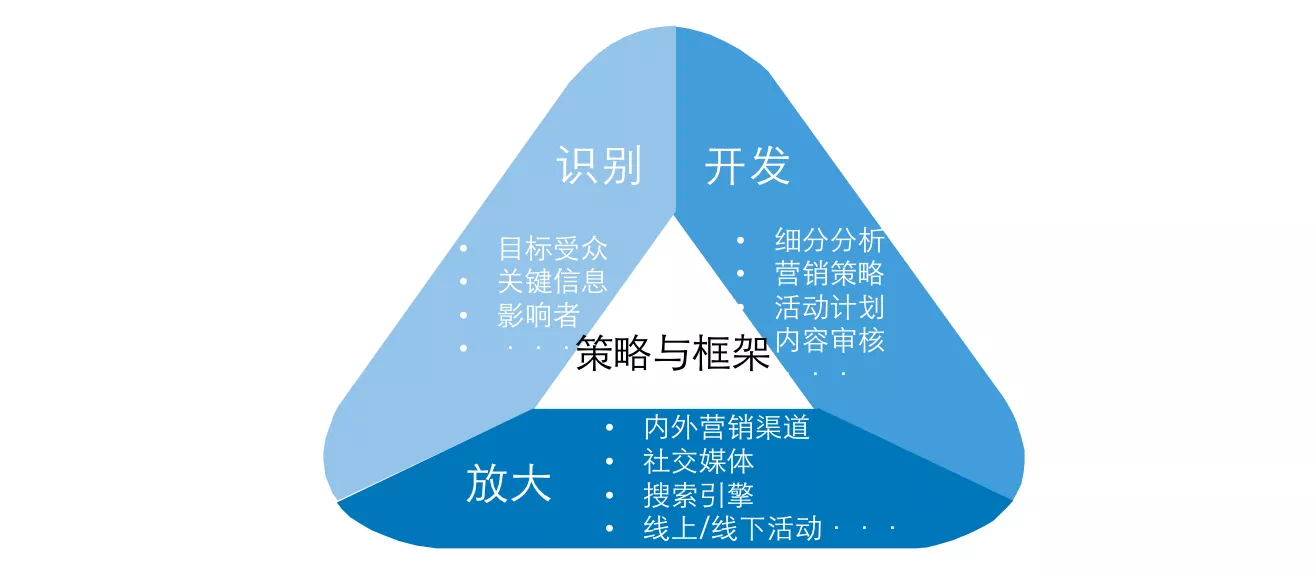 识别
• 目标受众
• 关键信息
• 影响者
• · · · ·
开发
• 细分分析
• 营销策略
• 活动计划
内容审核
· · ·
策略与框架
放大
• 内外营销渠道
• 社交媒体
• 搜索引擎
• 线上/线下活动 · · ·